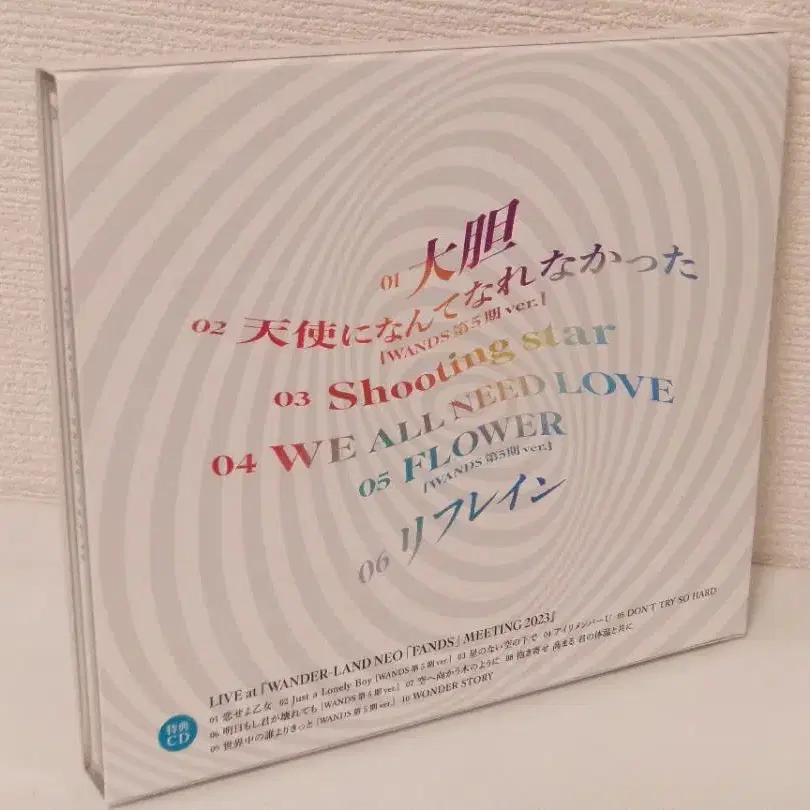 01 大胆
02 天使になんてなれなかった
[WANDS 第5期 ver.]
03 Shooting star
04 WE ALL NEED LOVE
05 FLOWER
[WANDS 第5期 ver.]
06 リフレイン
LIVE at『WANDER-LAND NEO「FANDS」MEETING 2023』
01 恋せよ乙女 02 Just a Lonely Boy [WANDS 第5期 ver.] 03 星のない空の下で 04 アイリメンバーU 05 DON'T TRY SO HARD
06 明日もし君が壊れても [WANDS 第5期 ver.] 07 空へ向かう木のように 08 抱き寄せ 高まる 君の体温と共に
09 世界中の誰よりきっと [WANDS 第5期 ver.] 10 WONDER STORY
特典
CD